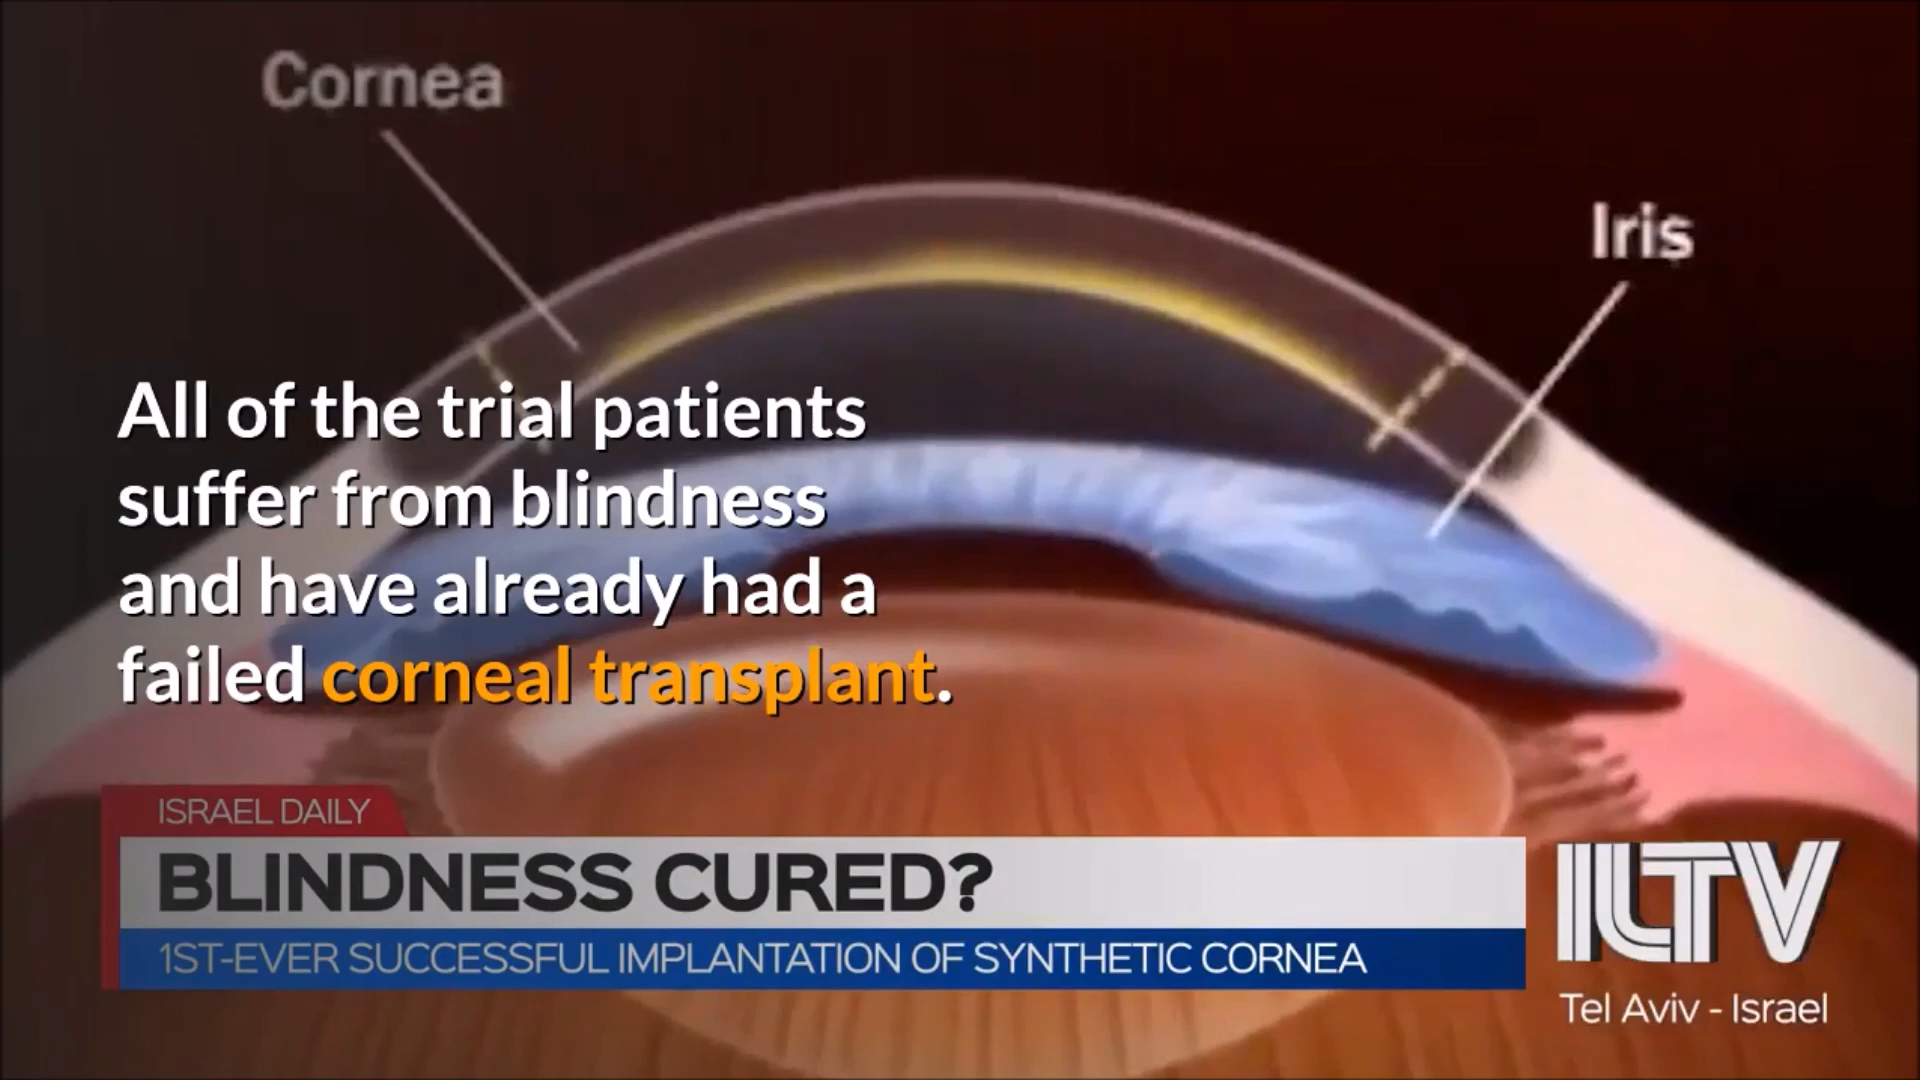 Cornea
Iris
All of the trial patients
suffer from blindness
and have already had a
failed corneal transplant.
ISRAEL DAILY
BLINDNESS CURED?
1ST-EVER SUCCESSFUL IMPLANTATION OF SYNTHETIC CORNEA
ILTV
Tel Aviv - Israel